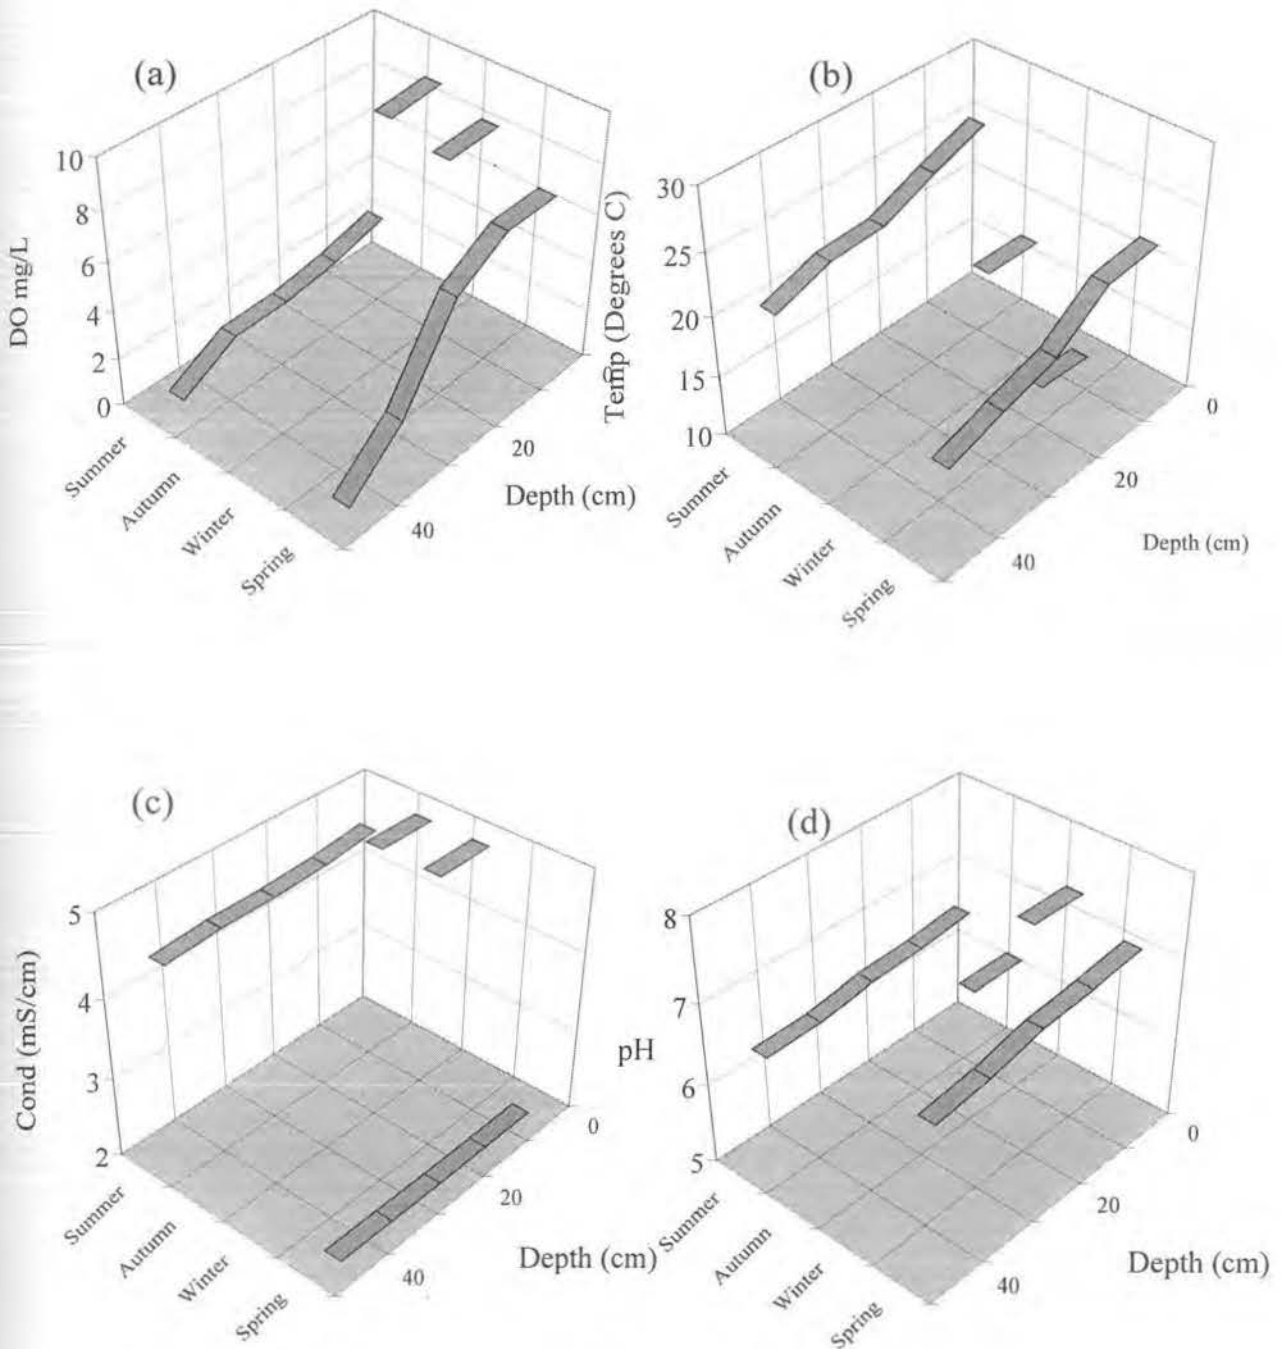 (a)
10
8
6
4
2
0
DO mg/L
Summer
Autumn
Winter
Spring
0
20
40
Depth (cm)
(b)
30
25
20
15
10
Temp (Degrees C)
Summer
Autumn
Winter
Spring
0
20
40
Depth (cm)
(c)
5
4
3
2
Cond (mS/cm)
Summer
Autumn
Winter
Spring
0
20
40
Depth (cm)
(d)
8
7
6
5
pH
Summer
Autumn
Winter
Spring
0
20
40
Depth (cm)